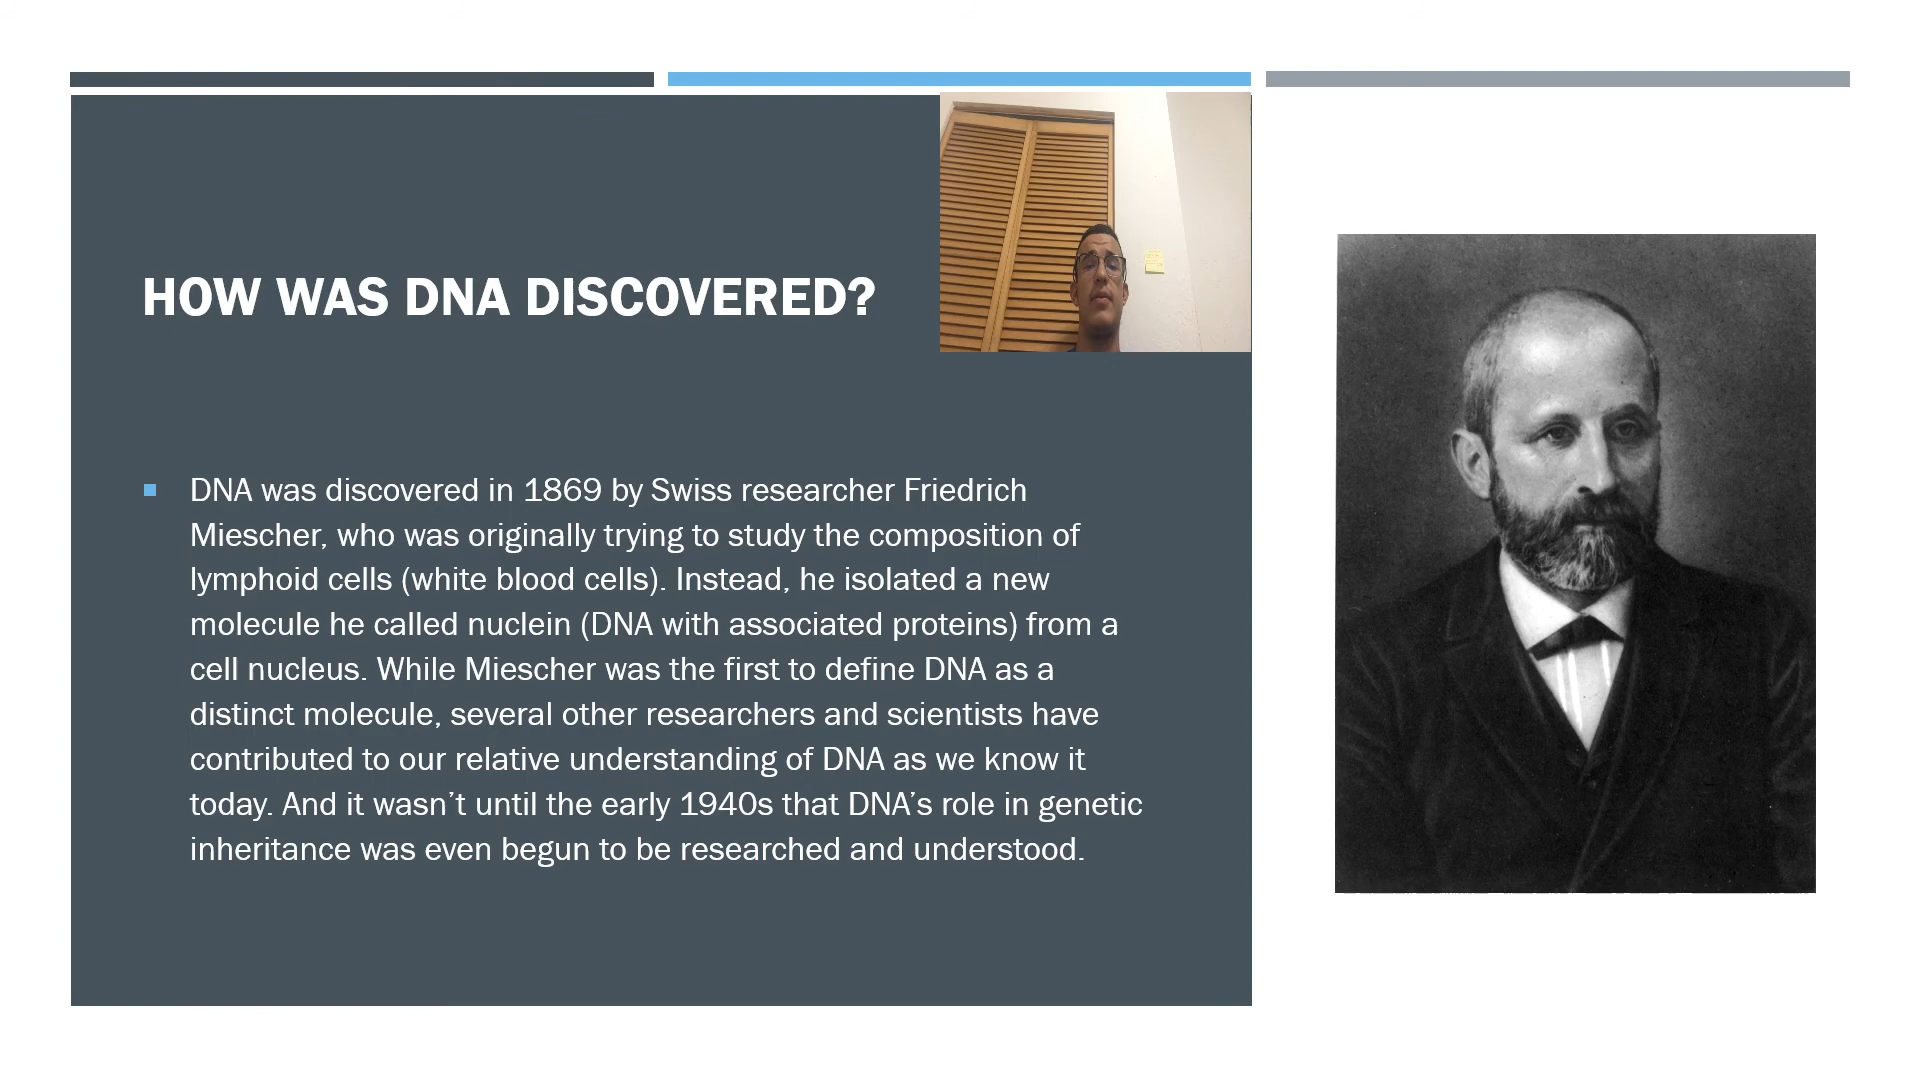 HOW WAS DNA DISCOVERED?
DNA was discovered in 1869 by Swiss researcher Friedrich
Miescher, who was originally trying to study the composition of
lymphoid cells (white blood cells). Instead, he isolated a new
molecule he called nuclein (DNA with associated proteins) from a
cell nucleus. While Miescher was the first to define DNA as a
distinct molecule, several other researchers and scientists have
contributed to our relative understanding of DNA as we know it
today. And it wasn’t until the early 1940s that DNA’s role in genetic
inheritance was even begun to be researched and understood.